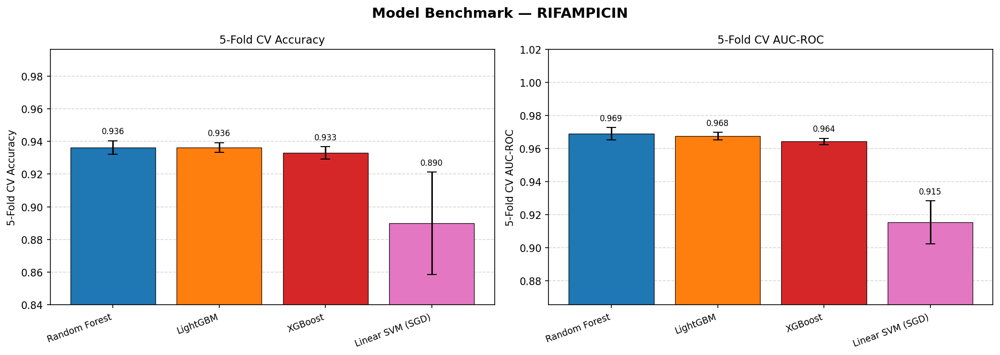 Model Benchmark — RIFAMPICIN
5-Fold CV Accuracy
5-Fold CV Accuracy
0.98
0.96
0.94
0.92
0.90
0.88
0.86
0.84
0.936
0.936
0.933
0.890
Random Forest
LightGBM
XGBoost
Linear SVM (SGD)
5-Fold CV AUC-ROC
5-Fold CV AUC-ROC
1.02
1.00
0.98
0.96
0.94
0.92
0.90
0.88
0.969
0.968
0.964
0.915
Random Forest
LightGBM
XGBoost
Linear SVM (SGD)